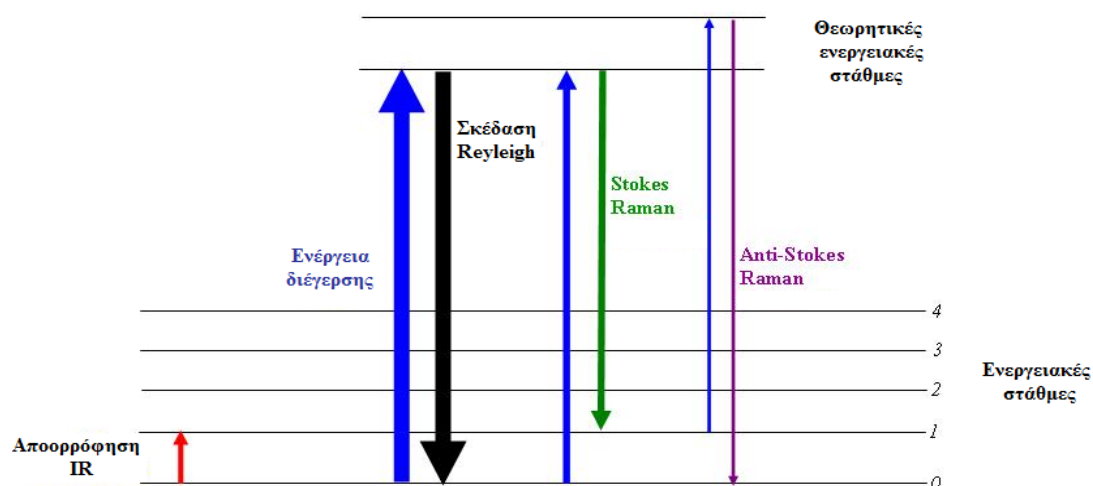 Θεωρητικές
ενεργειακές
στάθμες
Σκέδαση
Reyleigh
Stokes
Raman
Ενέργεια
διέγερσης
Anti-Stokes
Raman
4
3
2
1
0
Ενεργειακές
στάθμες
Αποορρόφηση
IR